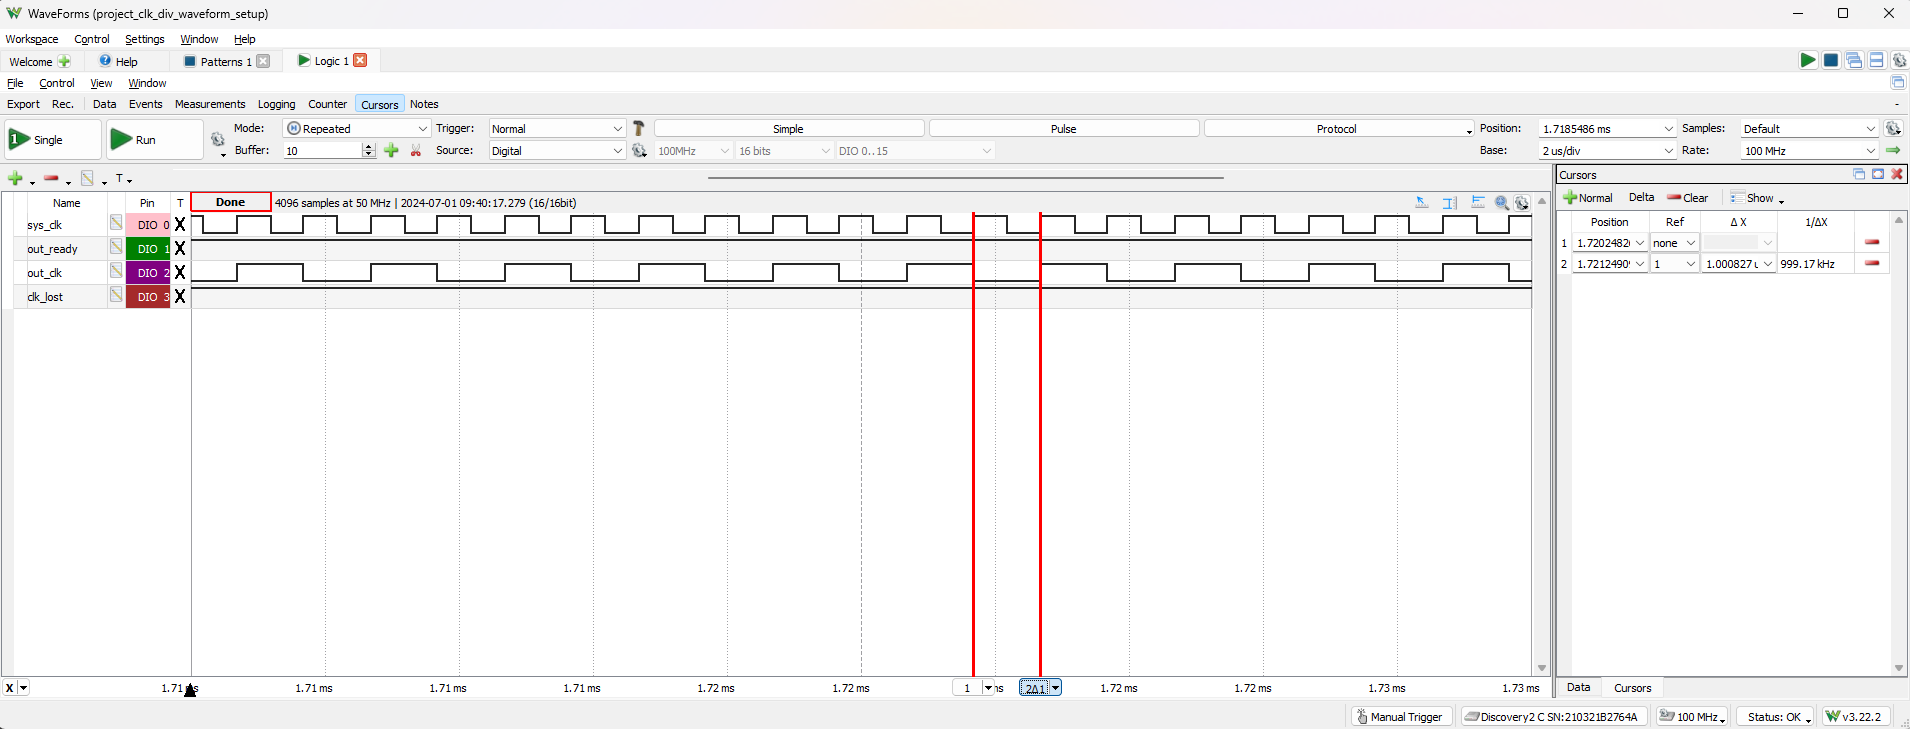 WaveForms (project_clk_div_waveform_setup)
Workspace Control Settings Window Help
Welcome Help Patterns 1 Logic 1
File Control View Window
Export Rec. Data Events Measurements Logging Counter Cursors Notes
Single Run Mode: Repeated Trigger: Normal Simple Pulse Protocol Position: 1.7185486 ms Samples: Default
Buffer: 10 Source: Digital 100MHz 16 bits DIO 0..15 Base: 2 us/div Rate: 100 MHz
T
Name Pin T Done 4096 samples at 50 MHz | 2024-07-01 09:40:17.279 (16/16bit)
sys_clk DIO 0 X
out_ready DIO 1 X
out_clk DIO 2 X
clk_lost DIO 3 X
X 1.71 ms 1.71 ms 1.71 ms 1.71 ms 1.72 ms 1.72 ms 1 ms 2Δ1 1.72 ms 1.72 ms 1.73 ms 1.73 ms
Cursors
Normal Delta Clear Show
Position Ref Δ X 1/ΔX
1 1.7202482 none
2 1.7212490 1 1.000827 u 999.17 kHz
Data Cursors
Manual Trigger Discovery2 C SN:210321B2764A 100 MHz Status: OK v3.22.2